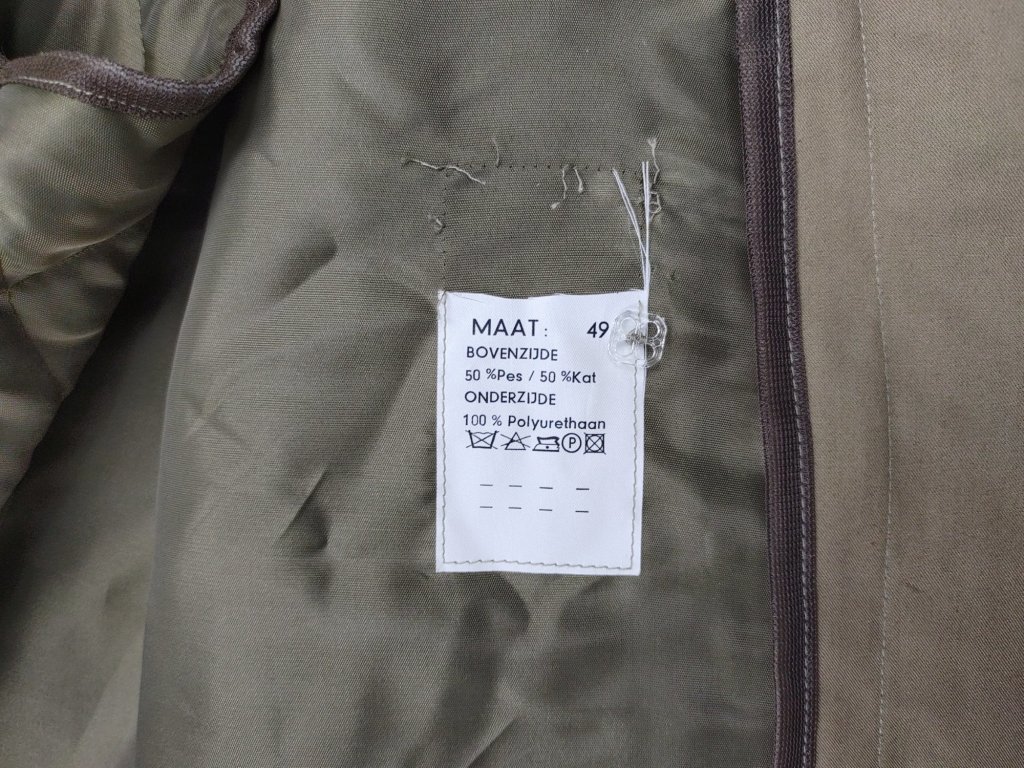 MAAT: 49
BOVENZIJDE
50 %Pes / 50 %Kat
ONDERZIJDE
100 % Polyurethaan
P